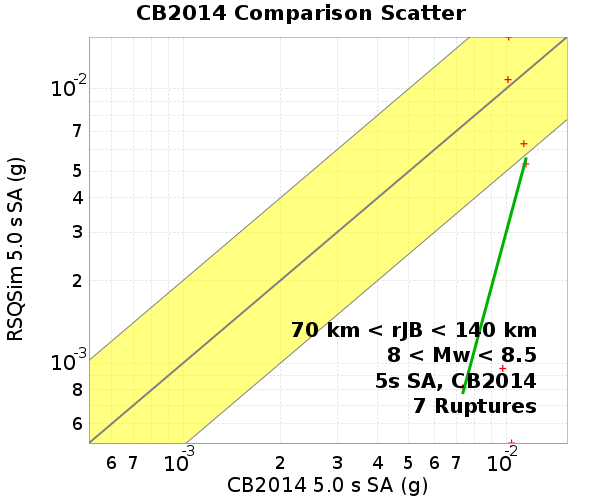 CB2014 Comparison Scatter
RSQSim 5.0 s SA (g)
10-2
7
5
4
3
2
10-3
8
6
70 km < rJB < 140 km
8 < Mw < 8.5
5s SA, CB2014
7 Ruptures
6 7 10-3 2 3 4 5 6 7 10-2
CB2014 5.0 s SA (g)